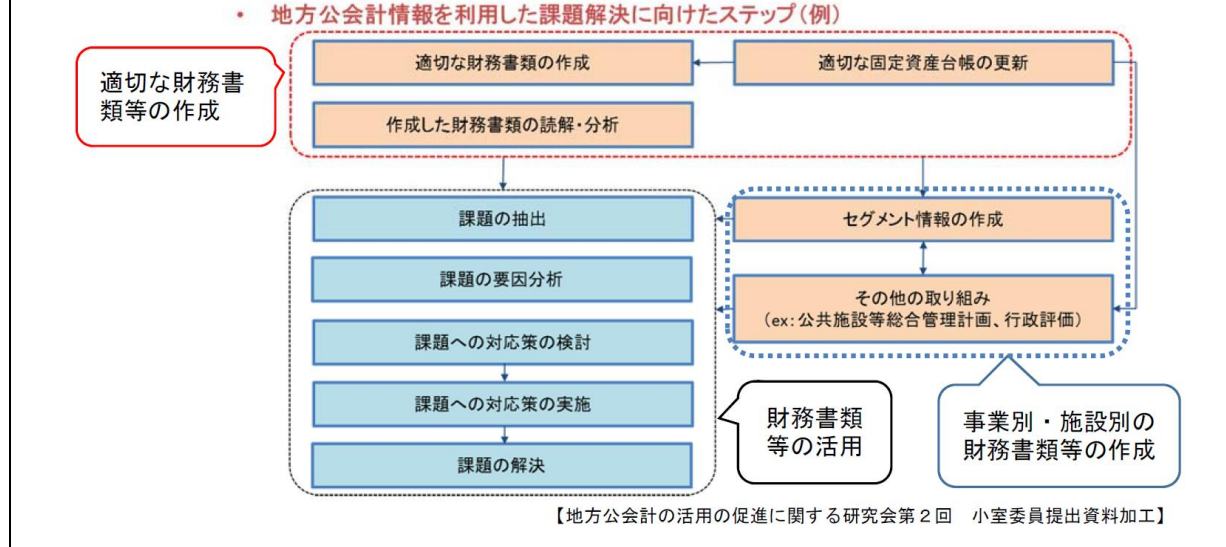 • 地方公会計情報を利用した課題解決に向けたステップ(例)
適切な財務書
類等の作成
適切な財務書類の作成
適切な固定資産台帳の更新
作成した財務書類の読解・分析
課題の抽出
セグメント情報の作成
課題の要因分析
その他の取り組み
(ex:公共施設等総合管理計画、行政評価)
課題への対応策の検討
課題への対応策の実施
課題の解決
財務書類
等の活用
事業別・施設別の
財務書類等の作成
【地方公会計の活用の促進に関する研究会第2回 小室委員提出資料加工】